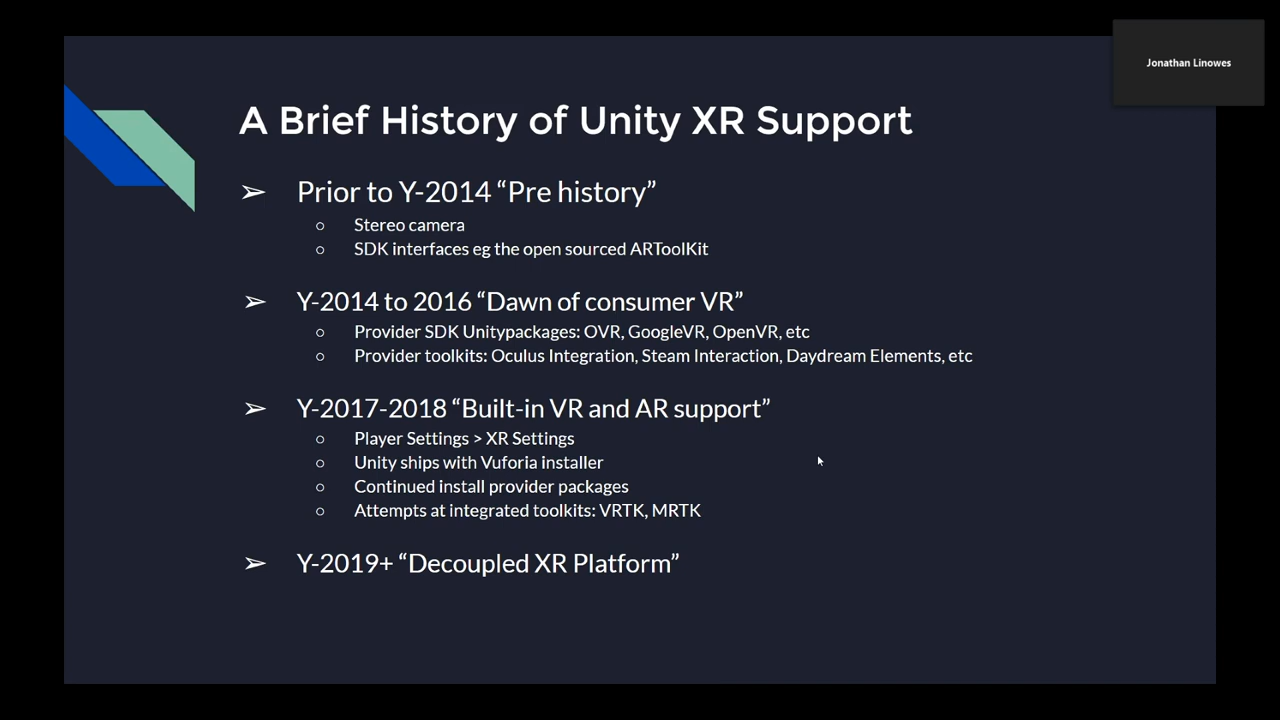 Jonathan Linowes
A Brief History of Unity XR Support
➢ Prior to Y-2014 “Pre history”
○ Stereo camera
○ SDK interfaces eg the open sourced ARToolKit
➢ Y-2014 to 2016 “Dawn of consumer VR”
○ Provider SDK Unitypackages: OVR, GoogleVR, OpenVR, etc
○ Provider toolkits: Oculus Integration, Steam Interaction, Daydream Elements, etc
➢ Y-2017-2018 “Built-in VR and AR support”
○ Player Settings > XR Settings
○ Unity ships with Vuforia installer
○ Continued install provider packages
○ Attempts at integrated toolkits: VRTK, MRTK
➢ Y-2019+ “Decoupled XR Platform”